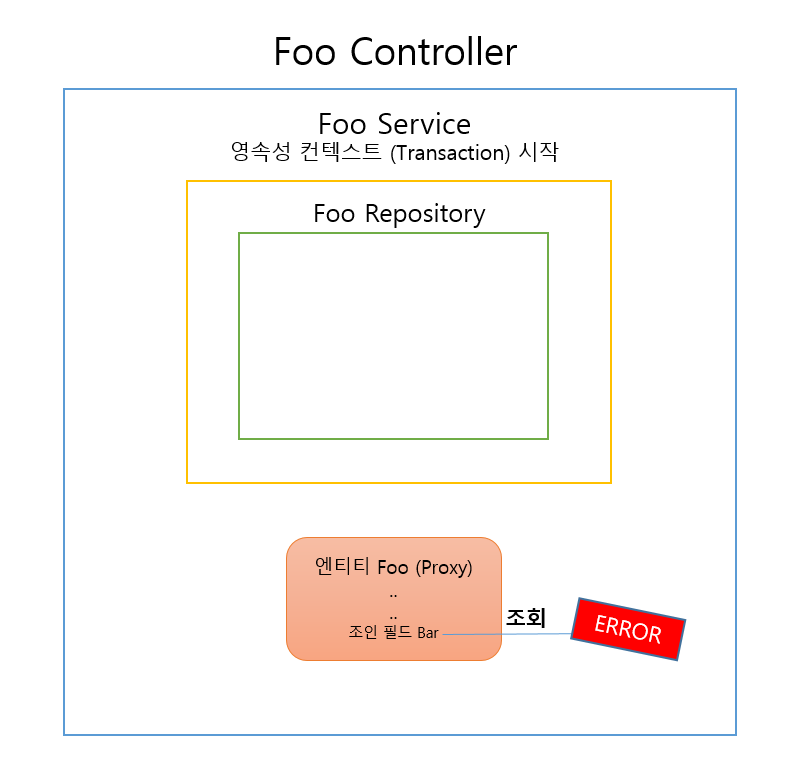 Foo Controller
Foo Service
영속성 컨텍스트 (Transaction) 시작
Foo Repository
엔티티 Foo (Proxy)
..
..
조인 필드 Bar
조회
ERROR